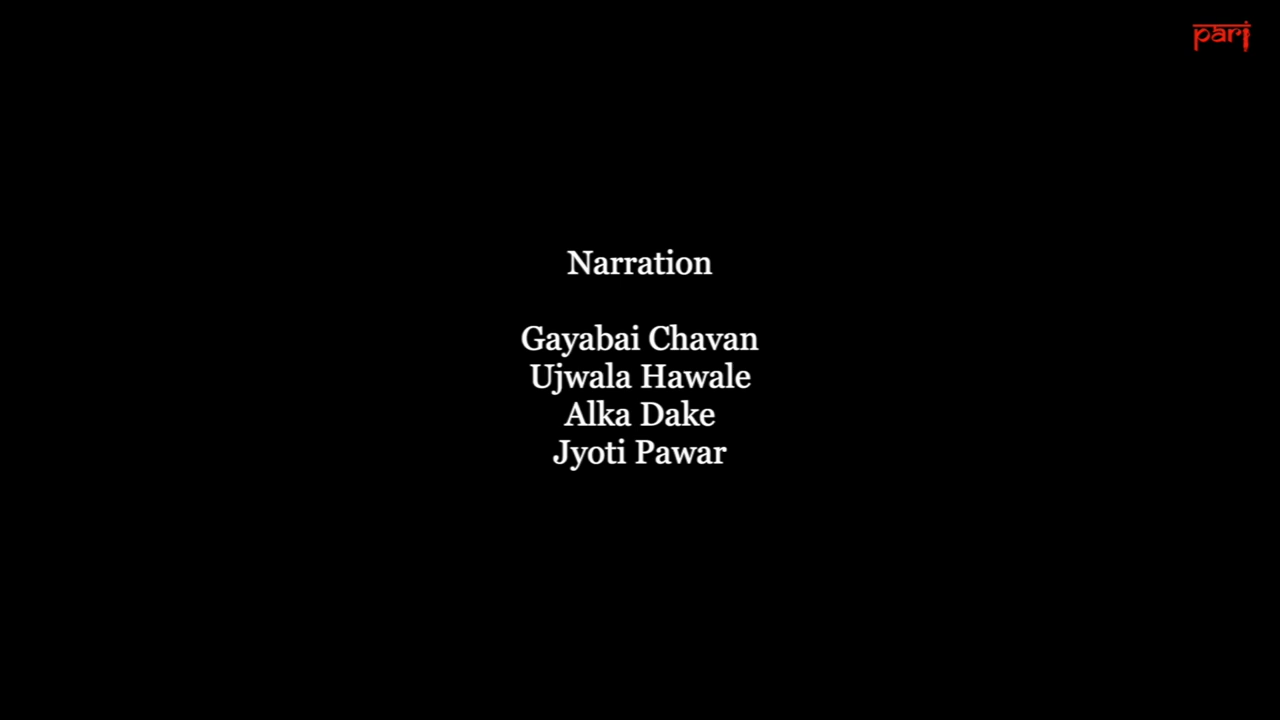 pari
Narration
Gayabai Chavan
Ujwala Hawale
Alka Dake
Jyoti Pawar